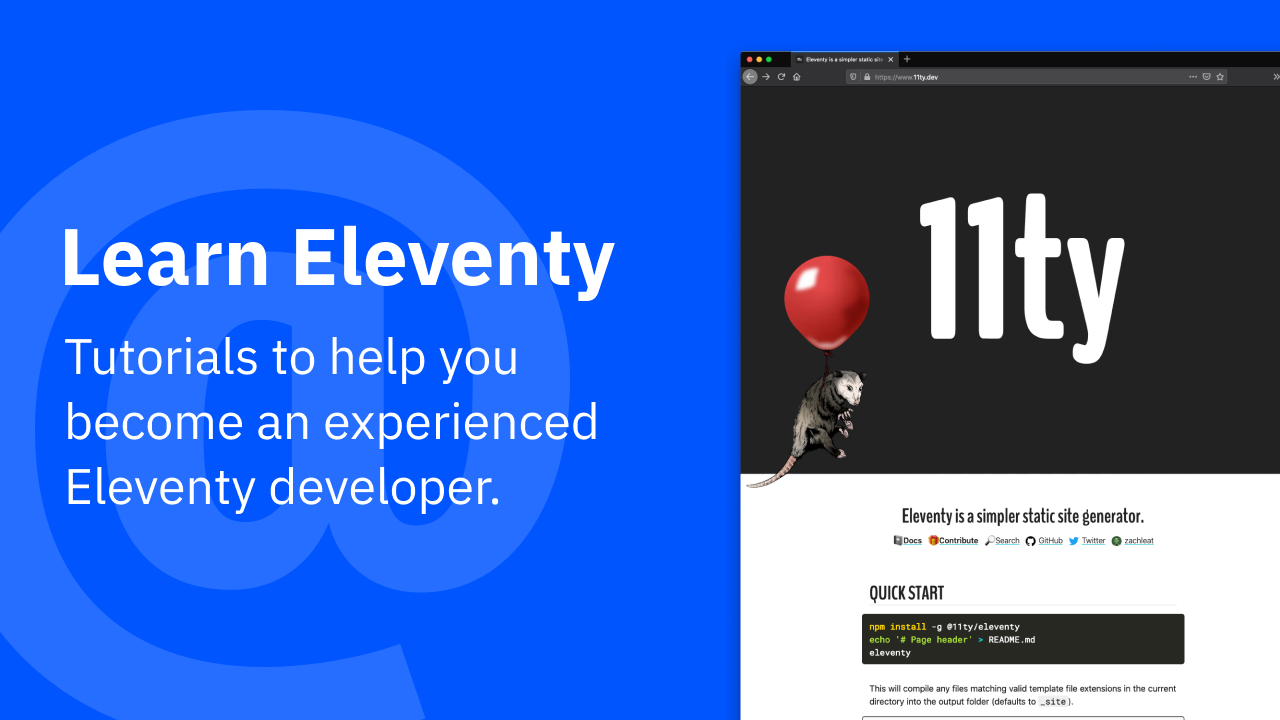 Learn Eleventy
Tutorials to help you
become an experienced
Eleventy developer.
Eleventy is a simpler static site
https://www.11ty.dev
11ty
Eleventy is a simpler static site generator.
Docs Contribute Search GitHub Twitter zachleat
QUICK START
npm install -g @11ty/eleventy
echo '# Page header' > README.md
eleventy
This will compile any files matching valid template file extensions in the current
directory into the output folder (defaults to _site).